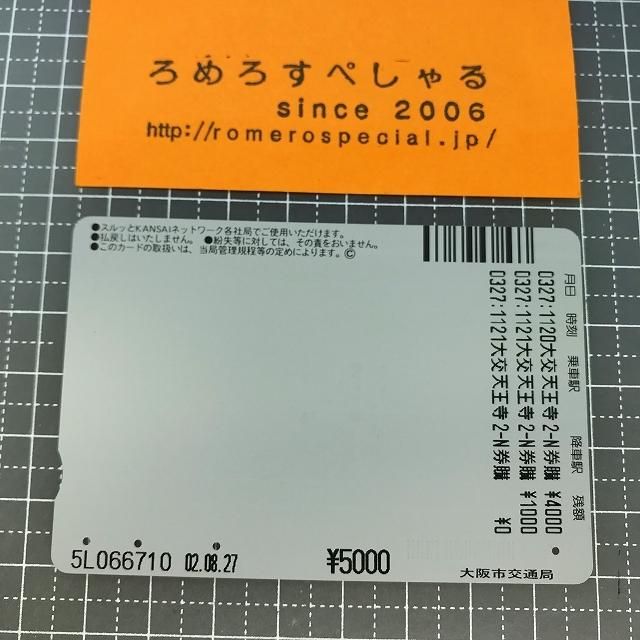 ろめろすぺしゃる
since 2006
http://romerospecial.jp/
●スルッとKANSAIネットワーク各社局でご使用いただけます。
●払戻しはいたしません。 ●紛失等に対しては、その責をおいません。
●このカードの取扱いは、当局管理規程等の定めによります。Ⓒ
月日 時刻 乗車駅 降車駅 残額
0327:1120大交天王寺2-N券購 ¥4000
0327:1121大交天王寺2-N券購 ¥1000
0327:1121大交天王寺2-N券購 ¥0
5L066710 02.08.27 ¥5000 大阪市交通局